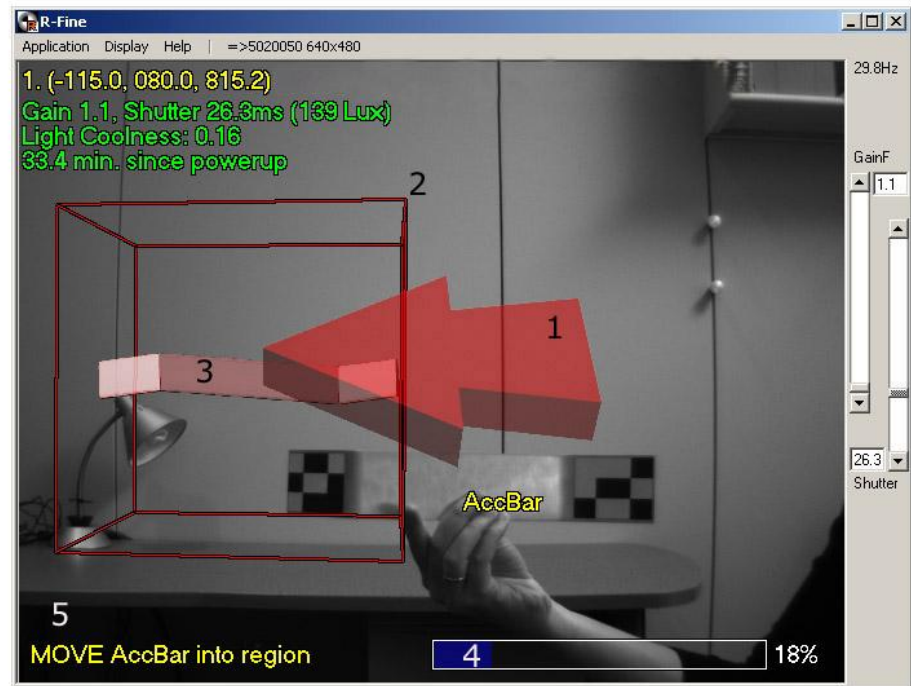 R-Fine
Application Display Help | =>5020050 640x480
1. (-115.0, 080.0, 815.2)
29.8Hz
Gain 1.1, Shutter 26.3ms (139 Lux)
Light Coolness: 0.16
33.4 min. since powerup
GainF
1.1
2
1
3
26.3
Shutter
AccBar
5
MOVE AccBar into region
4
18%